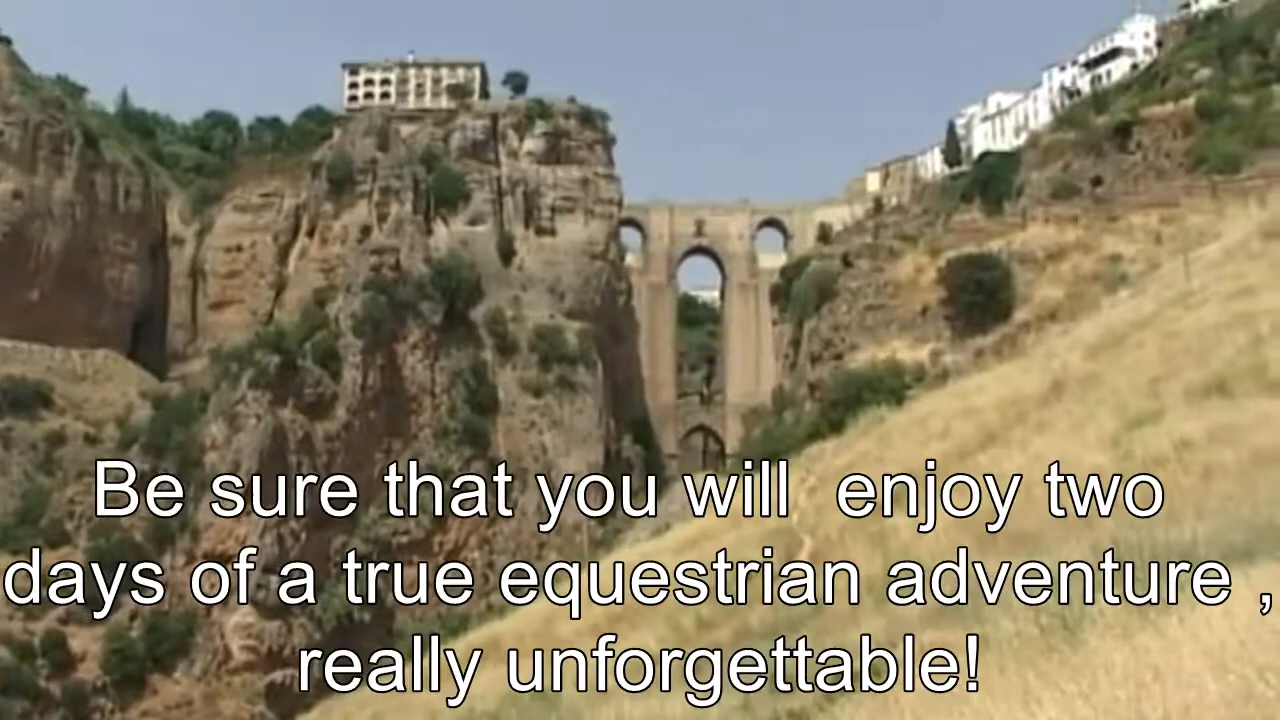 Be sure that you will  enjoy two
days of a true equestrian adventure ,
really unforgettable!